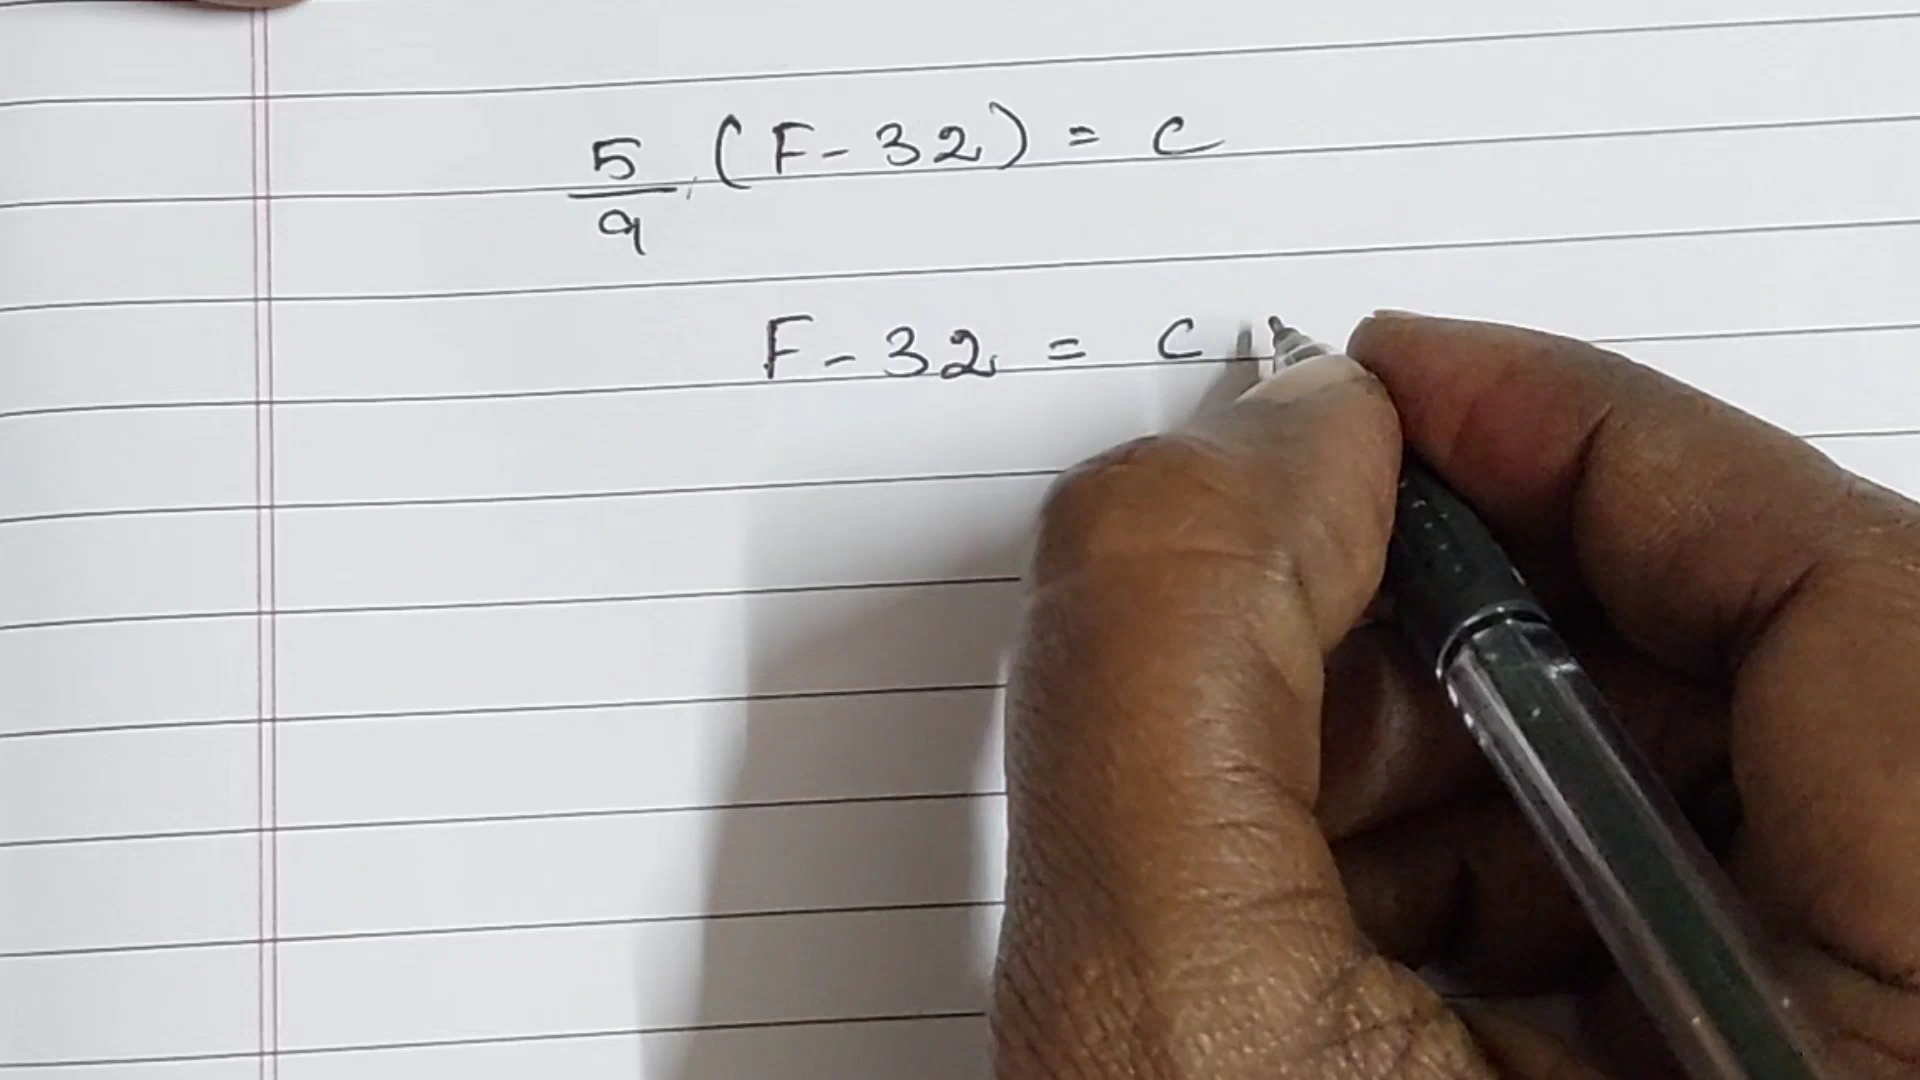 5/9 (F - 32) = C
F - 32 = C